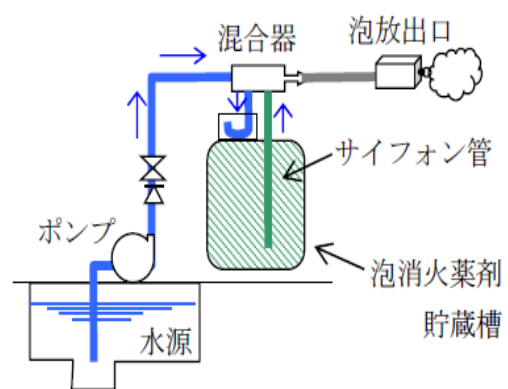 混合器
泡放出口
サイフォン管
ポンプ
泡消火薬剤
貯蔵槽
水源